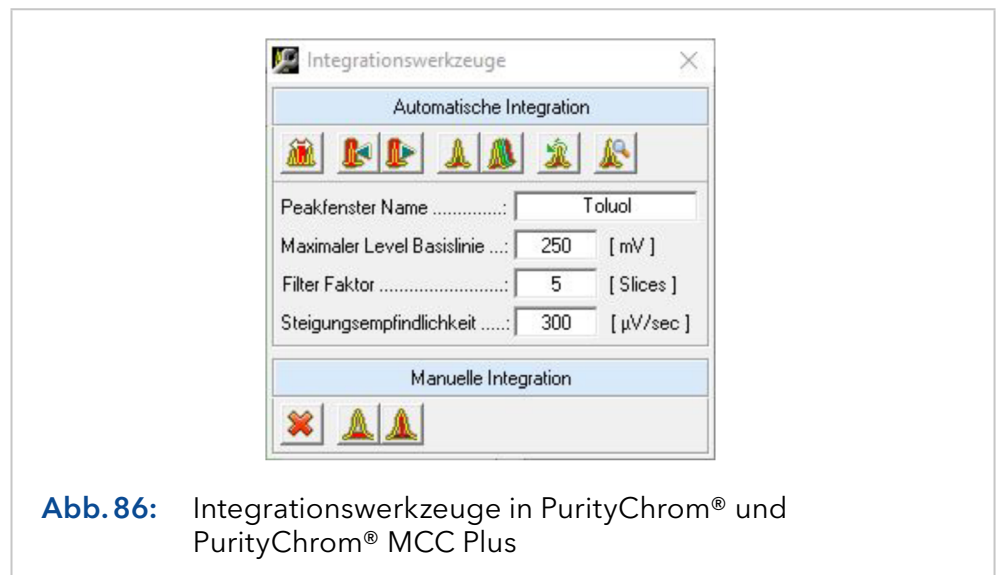 Integrationswerkzeuge
Automatische Integration
Peakfenster Name ..............: Toluol
Maximaler Level Basislinie ...: 250 [ mV ]
Filter Faktor ........................: 5 [ Slices ]
Steigungsempfindlichkeit .....: 300 [ µV/sec ]
Manuelle Integration
Abb. 86: Integrationswerkzeuge in PurityChrom® und
PurityChrom® MCC Plus